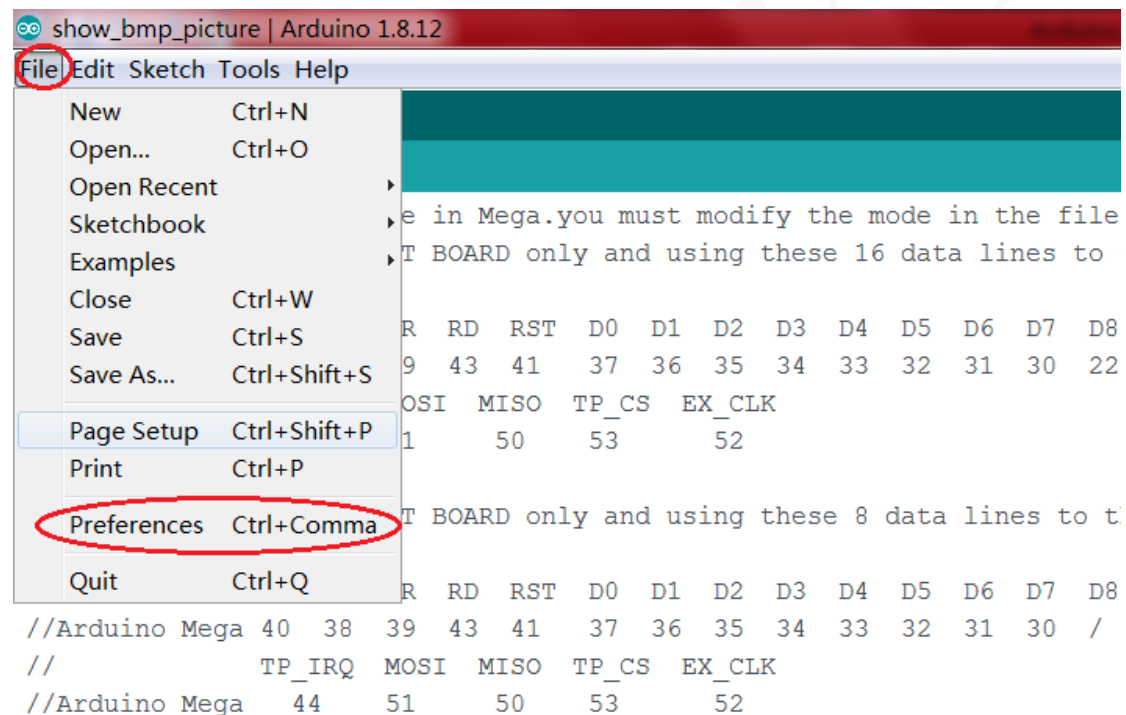 show_bmp_picture | Arduino 1.8.12
File Edit Sketch Tools Help
New Ctrl+N
Open... Ctrl+O
Open Recent
Sketchbook
Examples
Close Ctrl+W
Save Ctrl+S
Save As... Ctrl+Shift+S
Page Setup Ctrl+Shift+P
Print Ctrl+P
Preferences Ctrl+Comma
Quit Ctrl+Q
e in Mega.you must modify the mode in the file
T BOARD only and using these 16 data lines to
R RD RST D0 D1 D2 D3 D4 D5 D6 D7 D8
9 43 41 37 36 35 34 33 32 31 30 22
OSI MISO TP_CS EX_CLK
1 50 53 52
T BOARD only and using these 8 data lines to th
R RD RST D0 D1 D2 D3 D4 D5 D6 D7 D8
//Arduino Mega 40 38 39 43 41 37 36 35 34 33 32 31 30 /
// TP_IRQ MOSI MISO TP_CS EX_CLK
//Arduino Mega 44 51 50 53 52